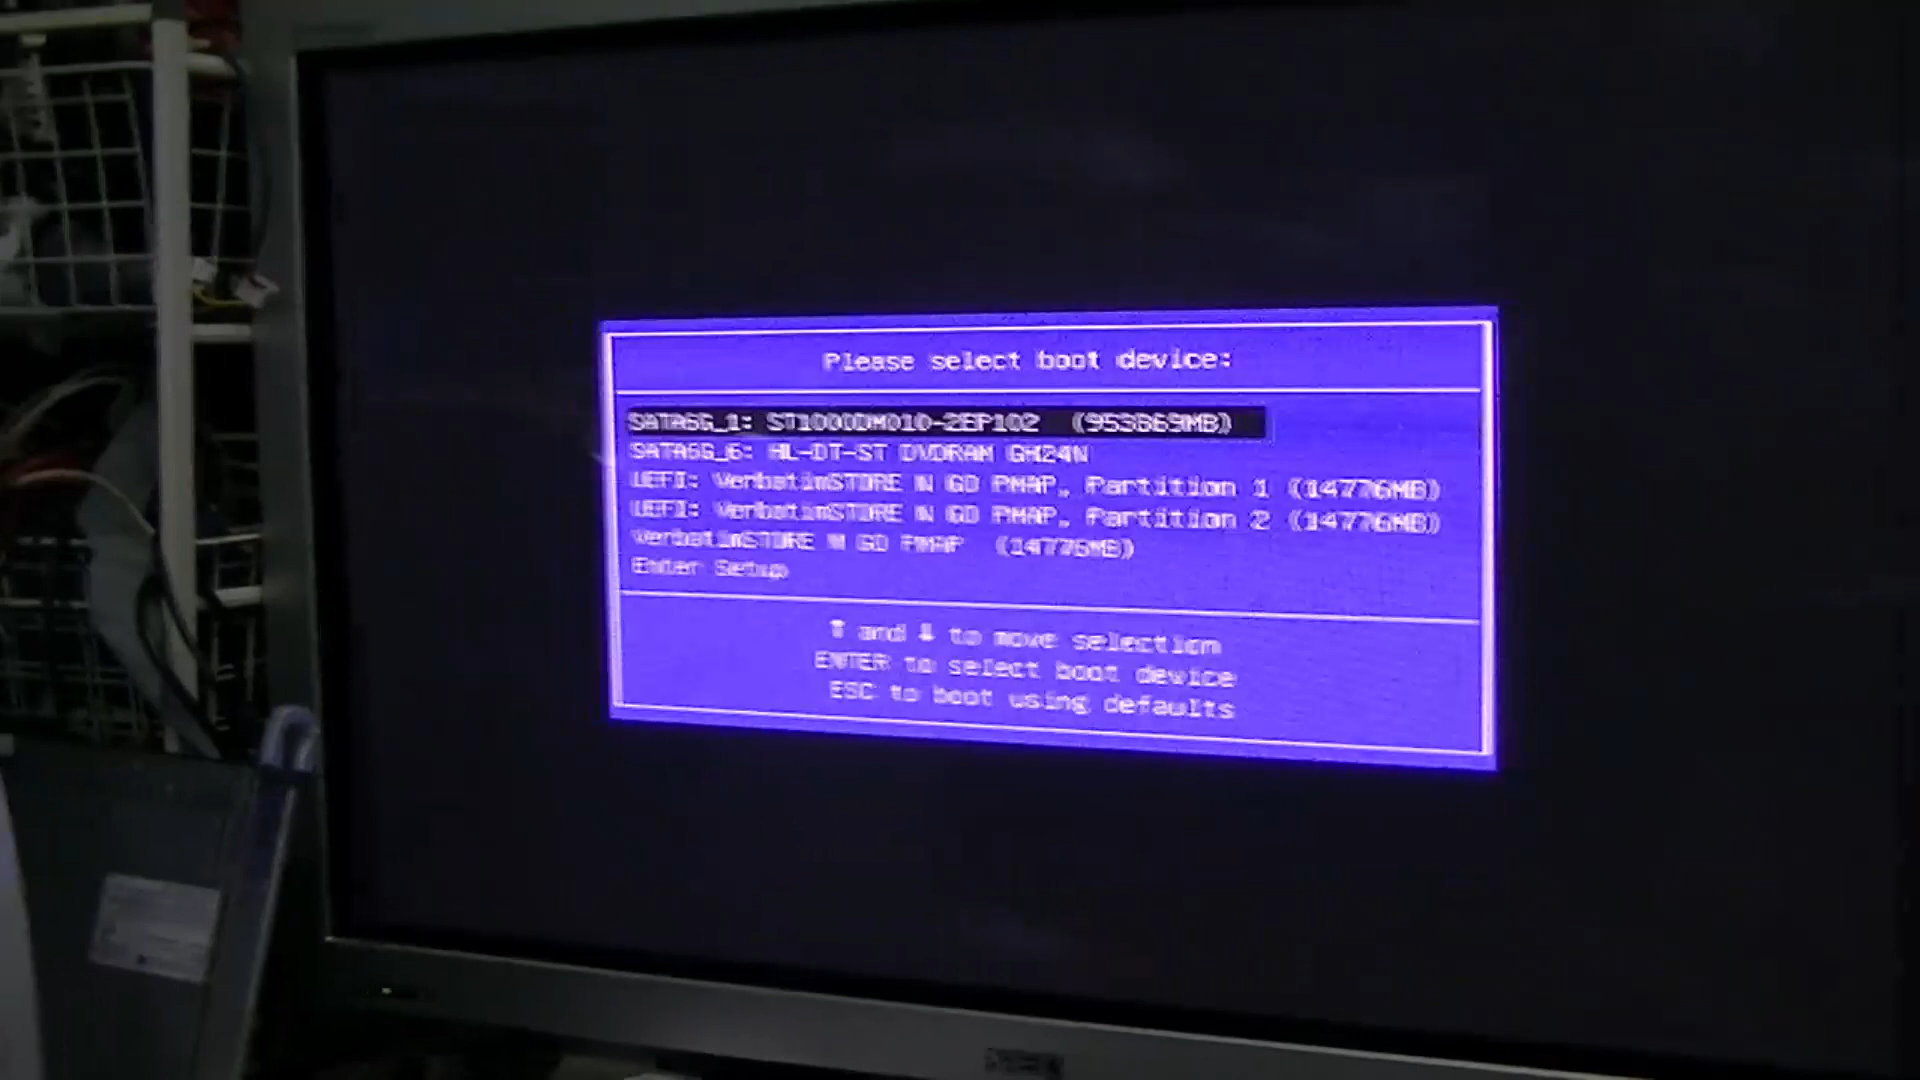 Please select boot device:
SATA6G_1: ST1000DM010-2EP102 (953869MB)
SATA6G_6: HL-DT-ST DVDRAM GH24N
UEFI: VerbatimSTORE N GO PMAP, Partition 1 (14776MB)
UEFI: VerbatimSTORE N GO PMAP, Partition 2 (14776MB)
VerbatimSTORE N GO PMAP (14776MB)
Enter Setup
↑ and ↓ to move selection
ENTER to select boot device
ESC to boot using defaults